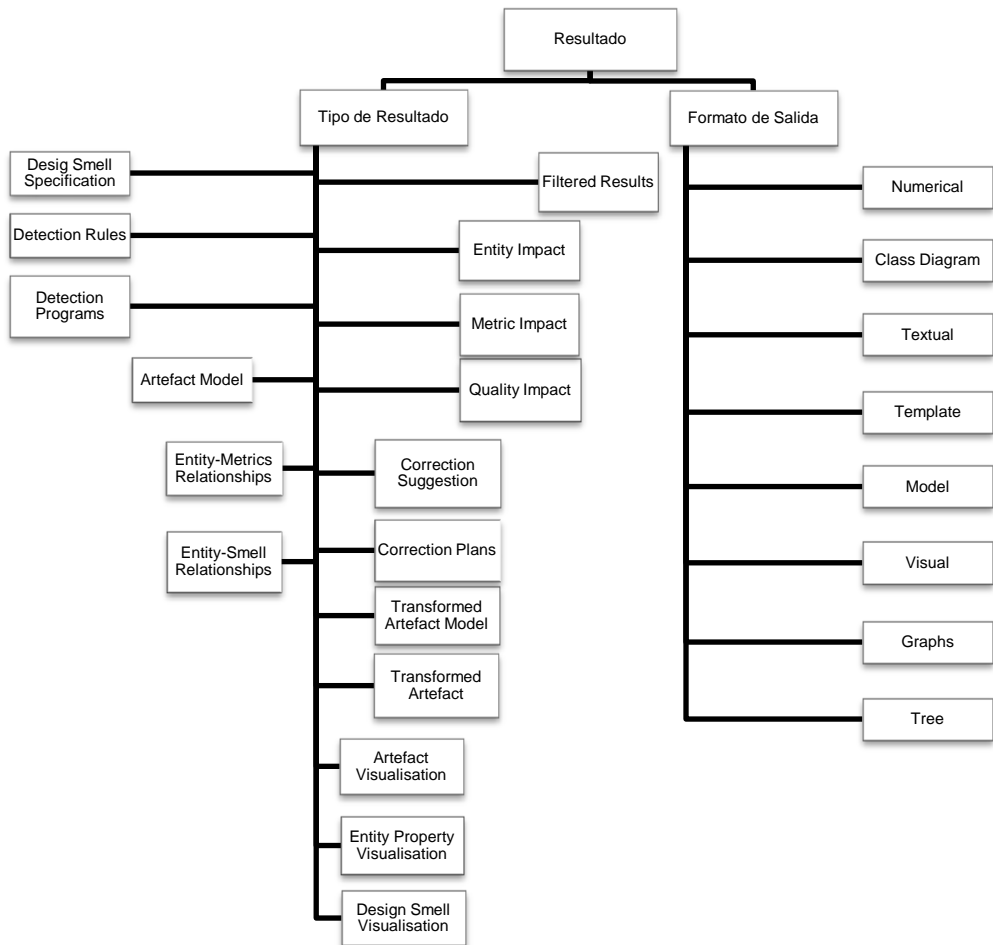 Resultado
Tipo de Resultado
Formato de Salida
Desig Smell
Specification
Filtered Results
Numerical
Detection Rules
Entity Impact
Class Diagram
Detection
Programs
Metric Impact
Textual
Artefact Model
Quality Impact
Template
Entity-Metrics
Relationships
Correction
Suggestion
Model
Entity-Smell
Relationships
Correction Plans
Visual
Transformed
Artefact Model
Graphs
Transformed
Artefact
Tree
Artefact
Visualisation
Entity Property
Visualisation
Design Smell
Visualisation